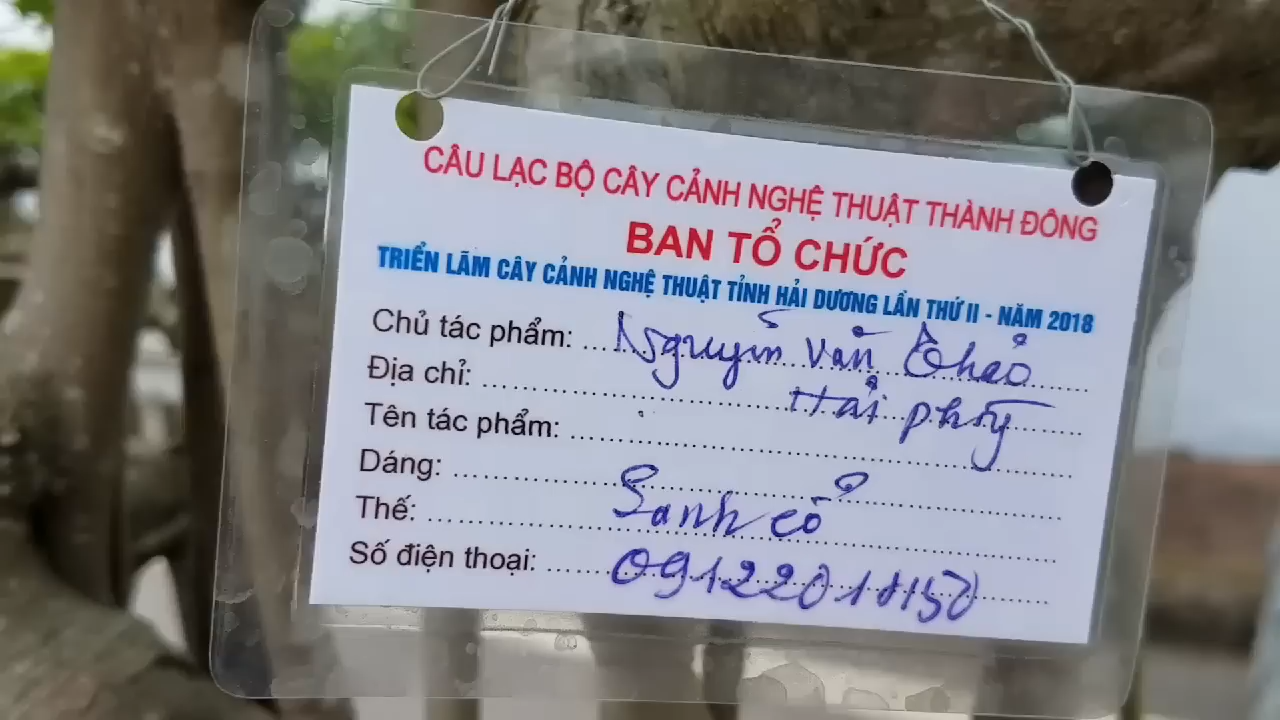 CÂU LẠC BỘ CÂY CẢNH NGHỆ THUẬT THÀNH ĐÔNG
BAN TỔ CHỨC
TRIỂN LÃM CÂY CẢNH NGHỆ THUẬT TỈNH HẢI DƯƠNG LẦN THỨ II - NĂM 2018
Chủ tác phẩm: Nguyễn Văn Thảo
Địa chỉ: Hải
Tên tác phẩm:
Dáng:
Thế: Sanh cổ
Số điện thoại: